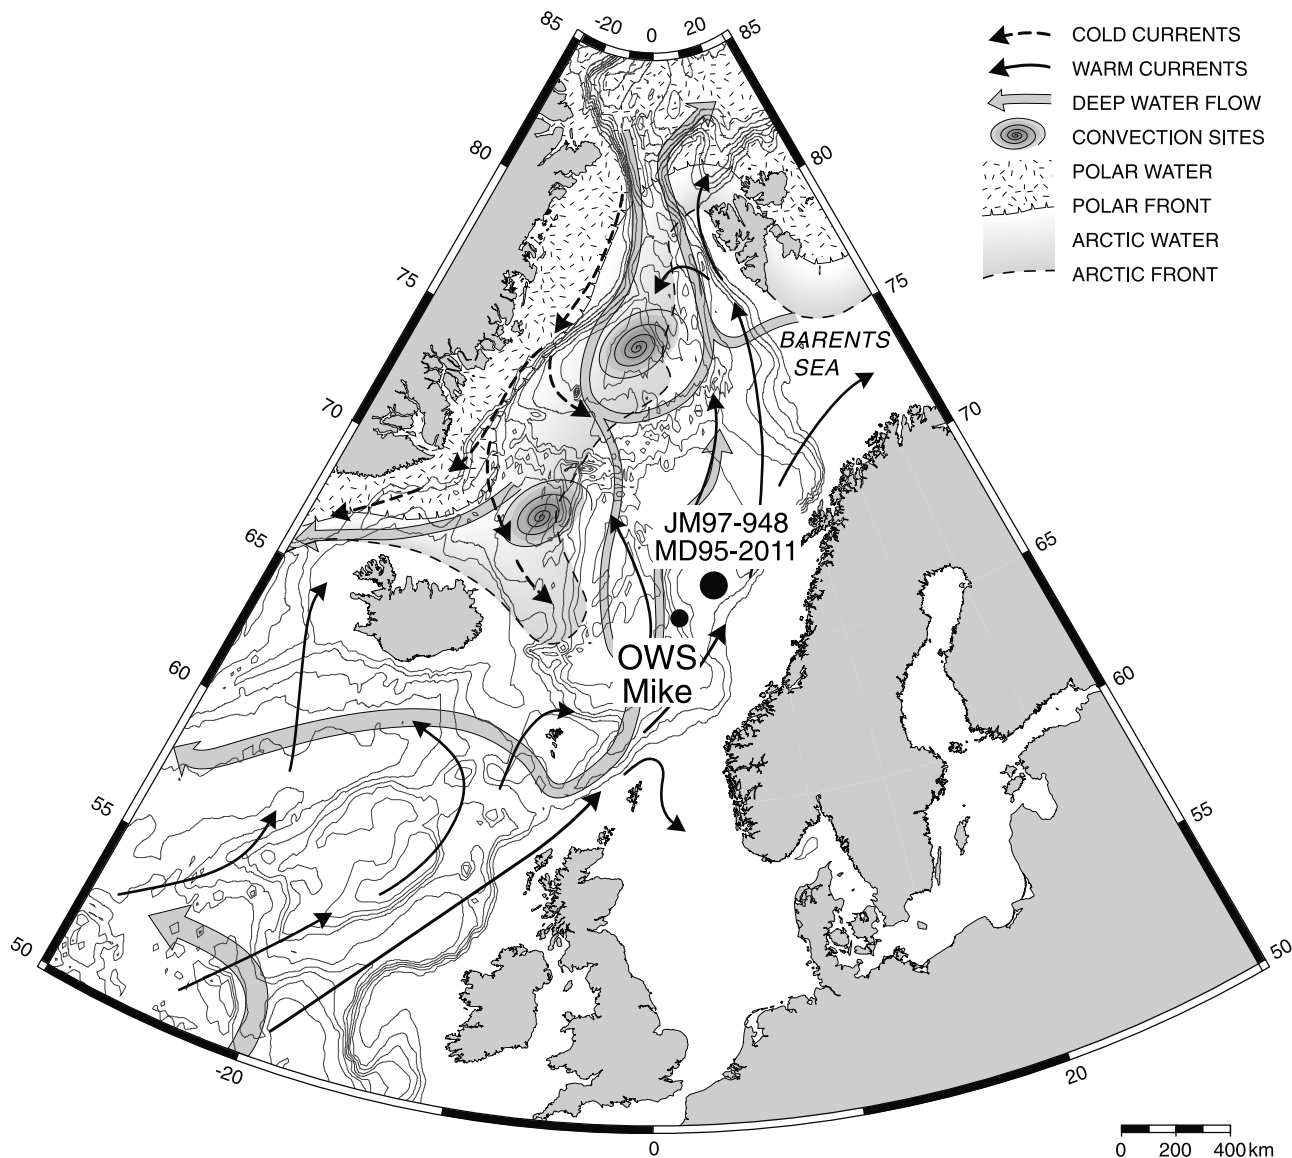 85
-20
0
20
85
COLD CURRENTS
WARM CURRENTS
DEEP WATER FLOW
CONVECTION SITES
POLAR WATER
POLAR FRONT
ARCTIC WATER
ARCTIC FRONT
80
80
75
75
BARENTS
SEA
70
70
JM97-948
MD95-2011
65
65
OWS
Mike
60
60
55
55
50
50
-20
0
20
0
200
400km